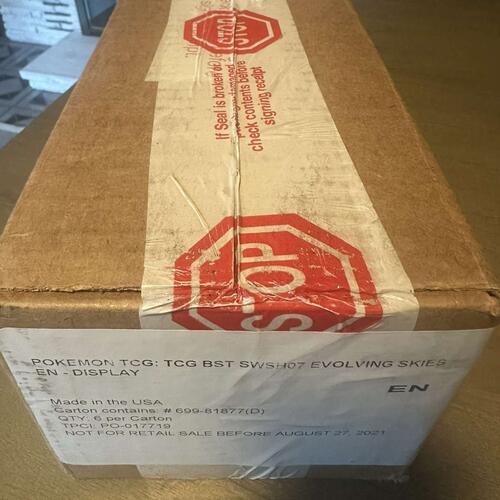 STOP
If Seal is broken or
damaged
check contents before
signing receipt
STOP
POKEMON TCG: TCG BST SWSH07 EVOLVING SKIES
EN - DISPLAY
EN
Made in the USA
Carton contains: # 699-81877(D)
QTY: 6 per Carton
TPCI: PO-017719
NOT FOR RETAIL SALE BEFORE AUGUST 27, 2021